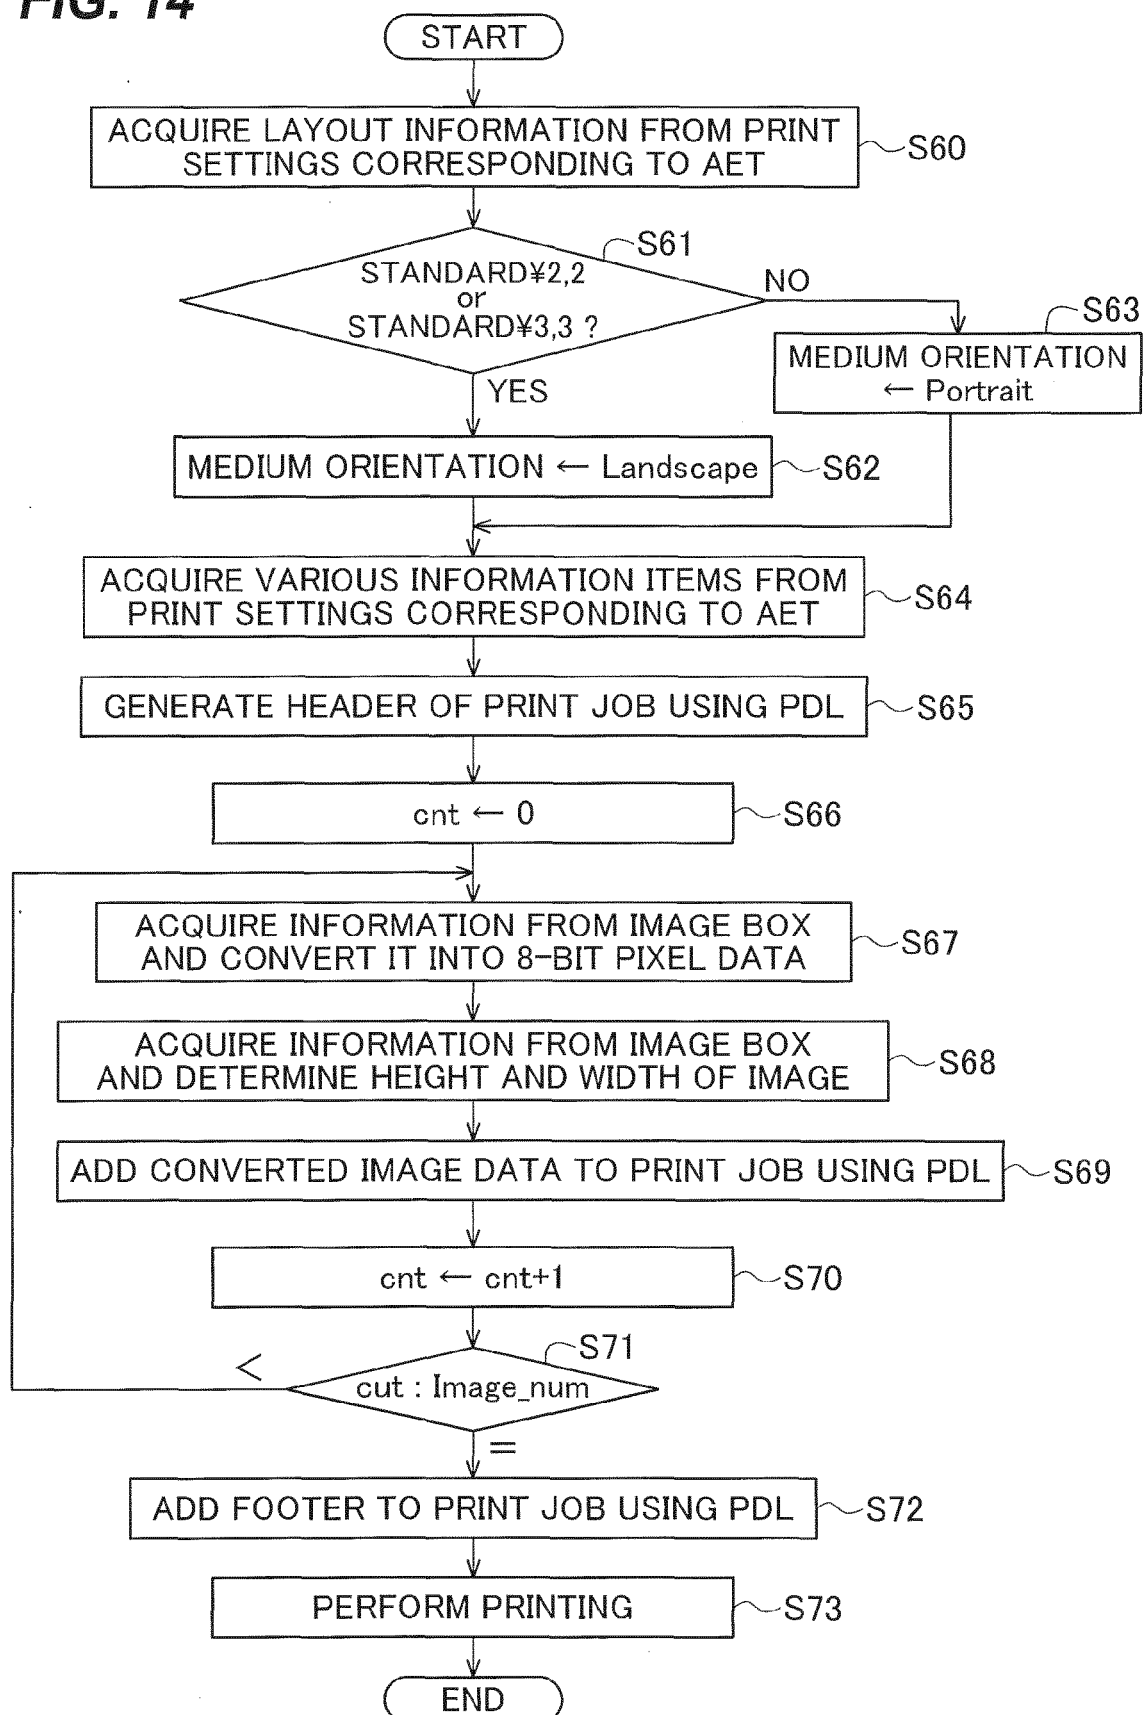 FIG. 14
START
ACQUIRE LAYOUT INFORMATION FROM PRINT
SETTINGS CORRESPONDING TO AET
S60
S61
STANDARD¥2,2
or
STANDARD¥3,3 ?
NO
S63
MEDIUM ORIENTATION
← Portrait
YES
MEDIUM ORIENTATION ← Landscape
S62
ACQUIRE VARIOUS INFORMATION ITEMS FROM
PRINT SETTINGS CORRESPONDING TO AET
S64
GENERATE HEADER OF PRINT JOB USING PDL
S65
cnt ← 0
S66
ACQUIRE INFORMATION FROM IMAGE BOX
AND CONVERT IT INTO 8-BIT PIXEL DATA
S67
ACQUIRE INFORMATION FROM IMAGE BOX
AND DETERMINE HEIGHT AND WIDTH OF IMAGE
S68
ADD CONVERTED IMAGE DATA TO PRINT JOB USING PDL
S69
cnt ← cnt+1
S70
S71
<
cut : Image_num
=
ADD FOOTER TO PRINT JOB USING PDL
S72
PERFORM PRINTING
S73
END